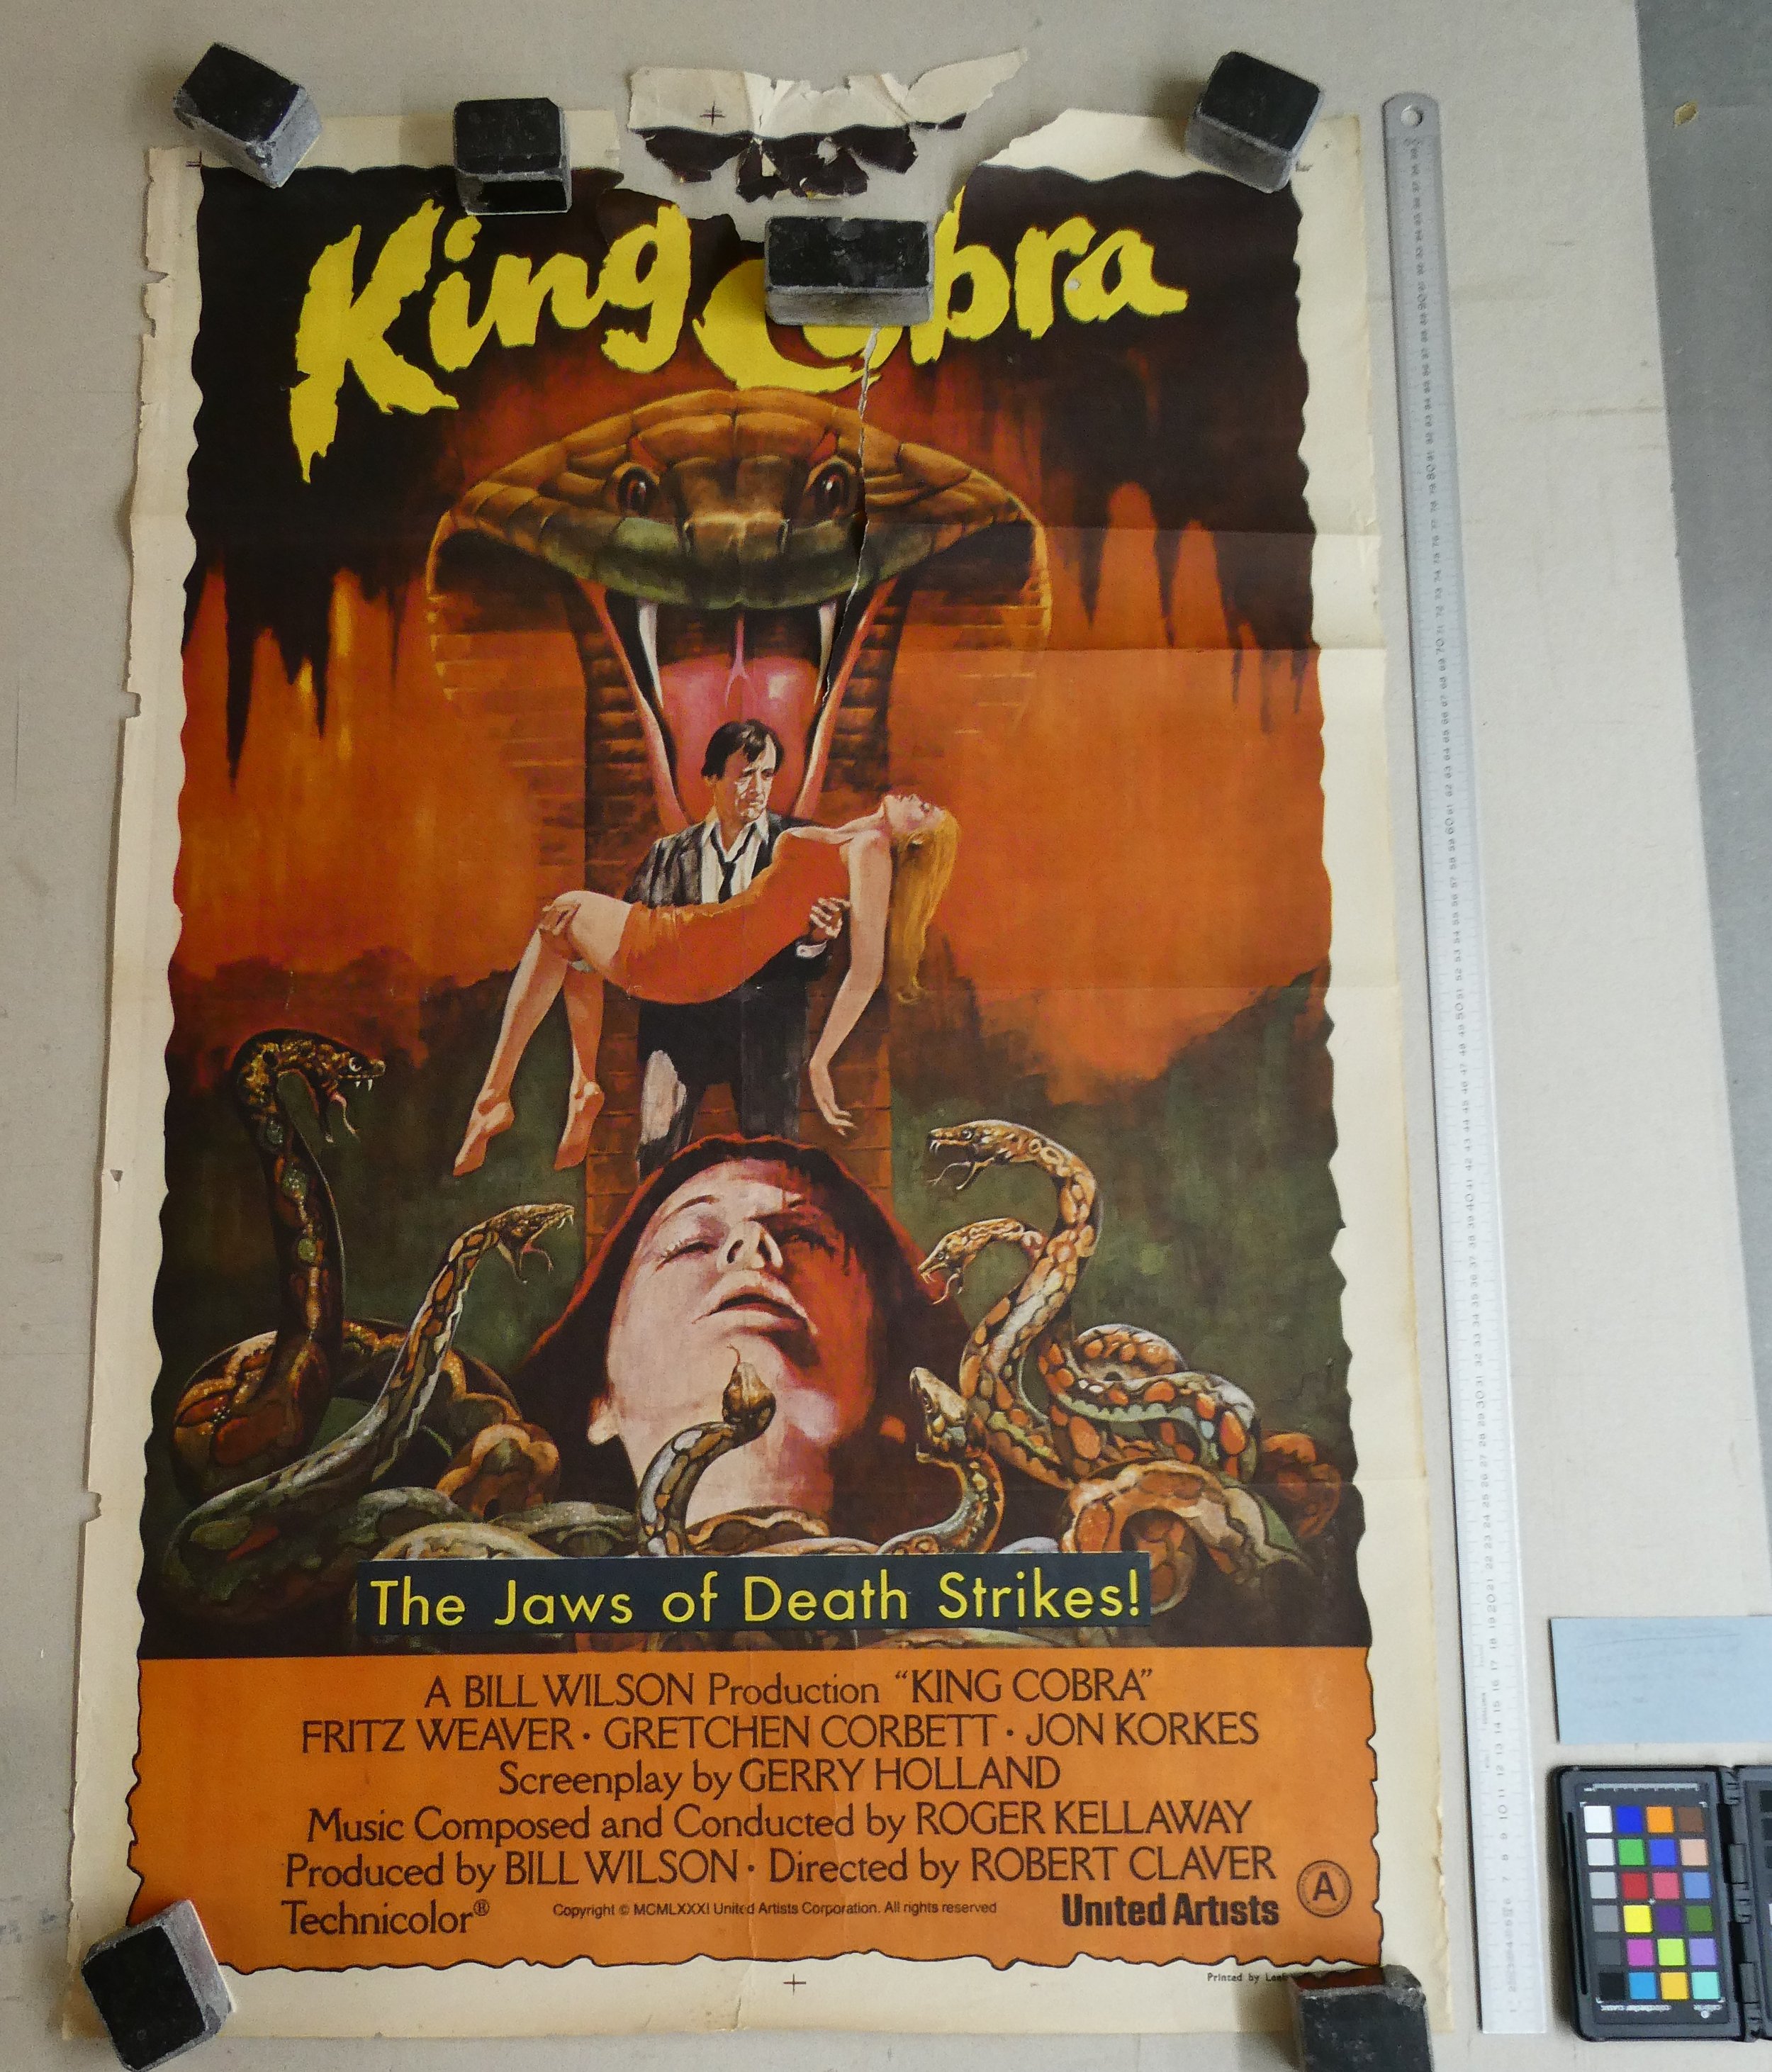 King Cobra
The Jaws of Death Strikes!
A BILL WILSON Production “KING COBRA”
FRITZ WEAVER · GRETCHEN CORBETT · JON KORKES
Screenplay by GERRY HOLLAND
Music Composed and Conducted by ROGER KELLAWAY
Produced by BILL WILSON · Directed by ROBERT CLAVER
Technicolor® Copyright © MCMLXXXI United Artists Corporation. All rights reserved United Artists A
Printed by